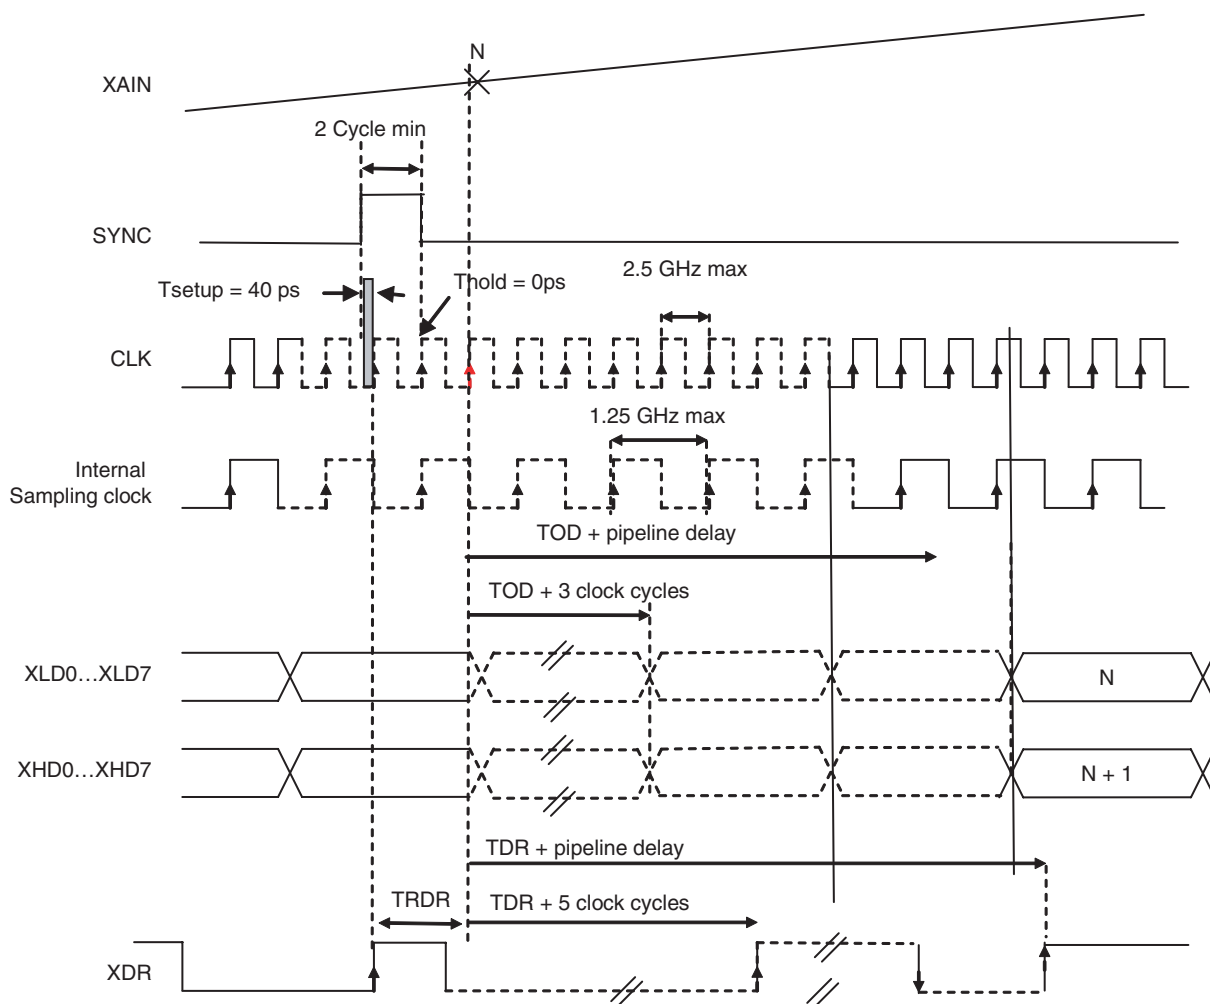 N
XAIN
2 Cycle min
SYNC
2.5 GHz max
Tsetup = 40 ps
Thold = 0ps
CLK
1.25 GHz max
Internal
Sampling clock
TOD + pipeline delay
TOD + 3 clock cycles
XLD0…XLD7
N
XHD0…XHD7
N + 1
TDR + pipeline delay
TRDR
TDR + 5 clock cycles
XDR